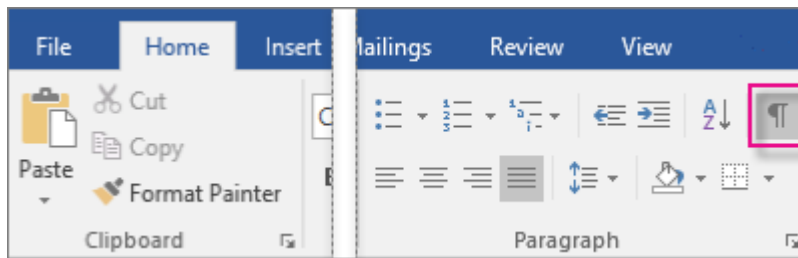 File Home Insert Mailings Review View
Cut
Copy
Paste
Format Painter
Clipboard Paragraph